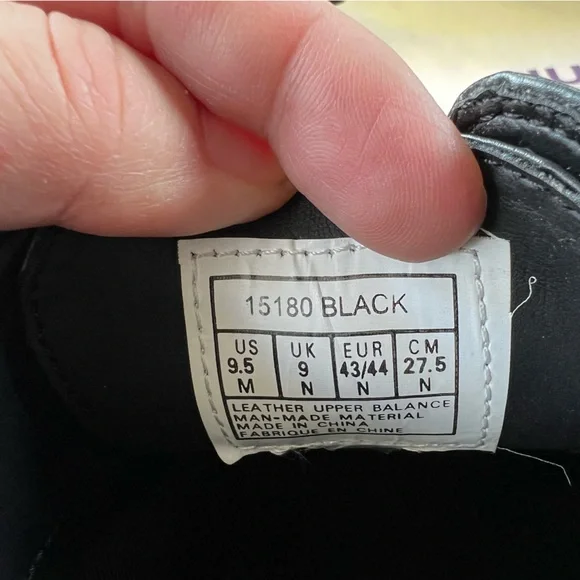 15180 BLACK
US UK EUR CM
9.5 9 43/44 27.5
M N N N
LEATHER UPPER BALANCE
MAN-MADE MATERIAL
MADE IN CHINA
FABRIQUE EN CHINE